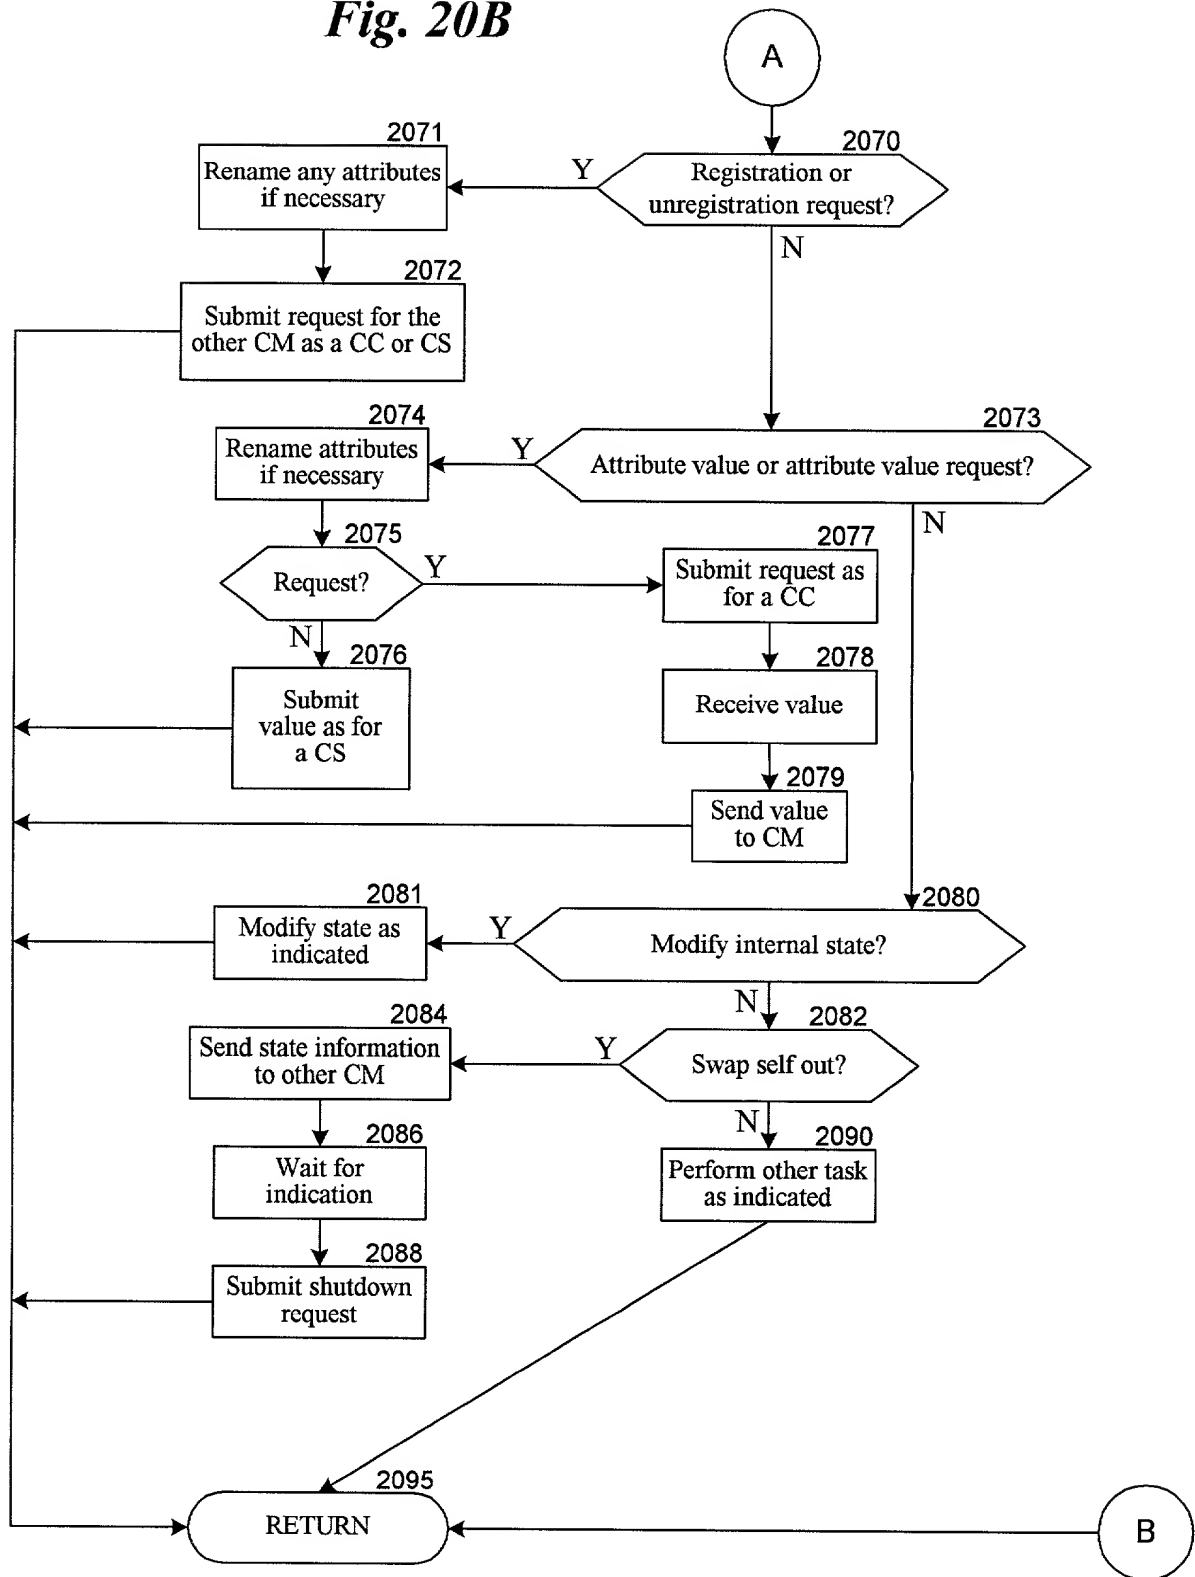 Fig. 20B
A
2070
Registration or
unregistration request?
Y
N
2071
Rename any attributes
if necessary
2072
Submit request for the
other CM as a CC or CS
2073
Attribute value or attribute value request?
Y
N
2074
Rename attributes
if necessary
2075
Request?
Y
N
2076
Submit
value as for
a CS
2077
Submit request as
for a CC
2078
Receive value
2079
Send value
to CM
2080
Modify internal state?
Y
N
2081
Modify state as
indicated
2082
Swap self out?
Y
N
2084
Send state information
to other CM
2086
Wait for
indication
2088
Submit shutdown
request
2090
Perform other task
as indicated
2095
RETURN
B